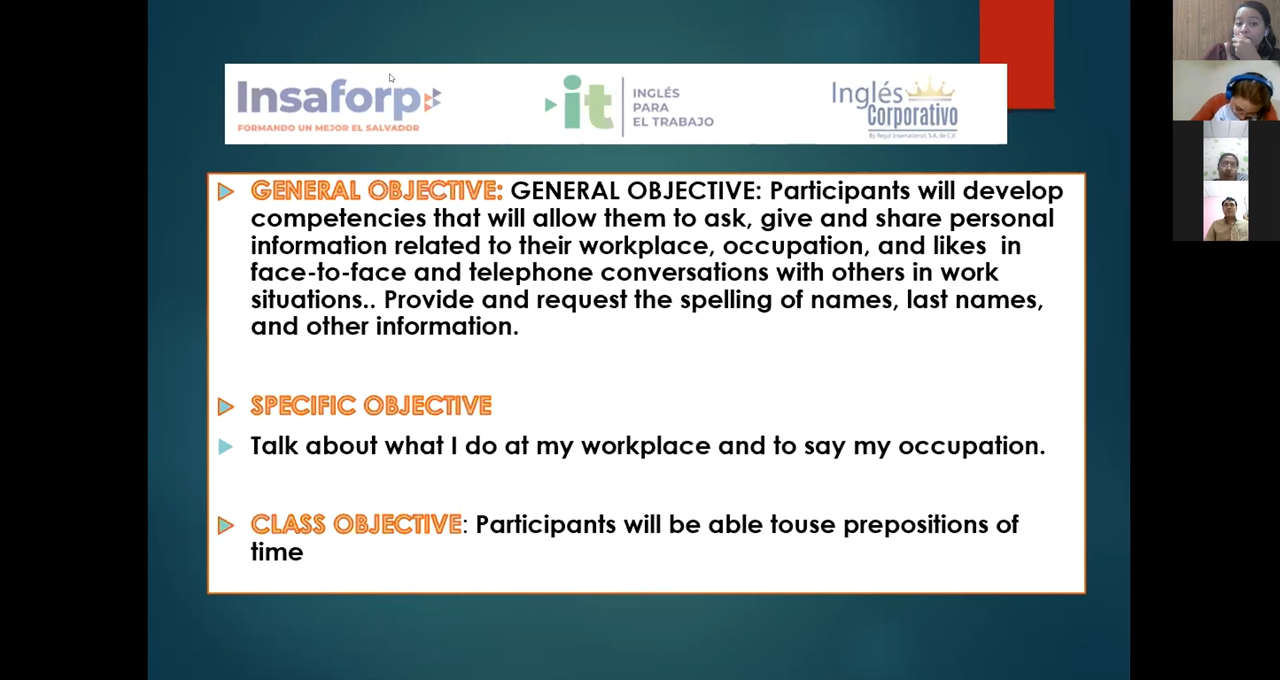 Insaforp
FORMANDO UN MEJOR EL SALVADOR
it
INGLÉS
PARA
EL TRABAJO
Inglés
Corporativo
By Regal International, S.A. de C.V.
GENERAL OBJECTIVE: GENERAL OBJECTIVE: Participants will develop
competencies that will allow them to ask, give and share personal
information related to their workplace, occupation, and likes in
face-to-face and telephone conversations with others in work
situations.. Provide and request the spelling of names, last names,
and other information.
SPECIFIC OBJECTIVE
Talk about what I do at my workplace and to say my occupation.
CLASS OBJECTIVE: Participants will be able touse prepositions of
time